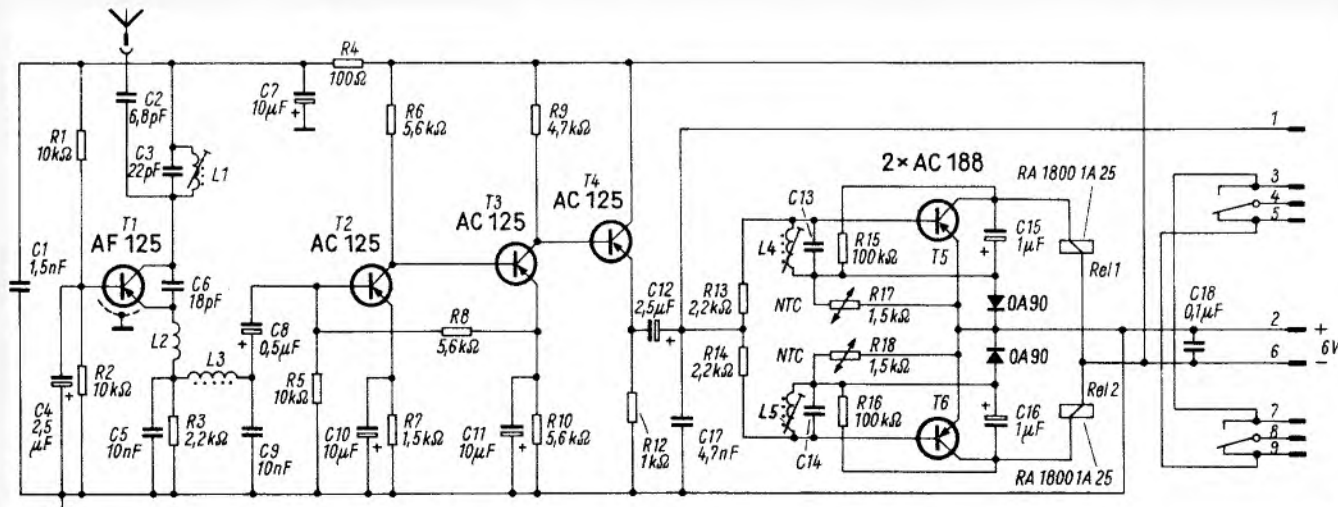 R4
100Ω
C2
6,8pF
C7
10µF
+
R1
10kΩ
C3
22pF
L1
R6
5,6kΩ
R9
4,7kΩ
T1
AF 125
T2
AC 125
T3
AC 125
T4
AC 125
C1
1,5nF
C6
18pF
L2
L3
C8
0,5µF
+
R8
5,6kΩ
R2
10kΩ
C4
2,5
µF
+
C5
10nF
R3
2,2kΩ
C9
10nF
R5
10kΩ
C10
10µF
+
R7
1,5kΩ
C11
10µF
+
R10
5,6kΩ
R12
1kΩ
C12
2,5µF
+
C17
4,7nF
R13
2,2kΩ
R14
2,2kΩ
2× AC 188
C13
L4
R15
100kΩ
T5
C15
1µF
+
RA 1800 1A 25
Rel1
NTC
R17
1,5kΩ
OA90
NTC
R18
1,5kΩ
OA90
L5
C14
R16
100kΩ
T6
C16
1µF
+
Rel2
RA 1800 1A 25
C18
0,1µF
1
3
4
5
2
+
6V
6
−
7
8
9